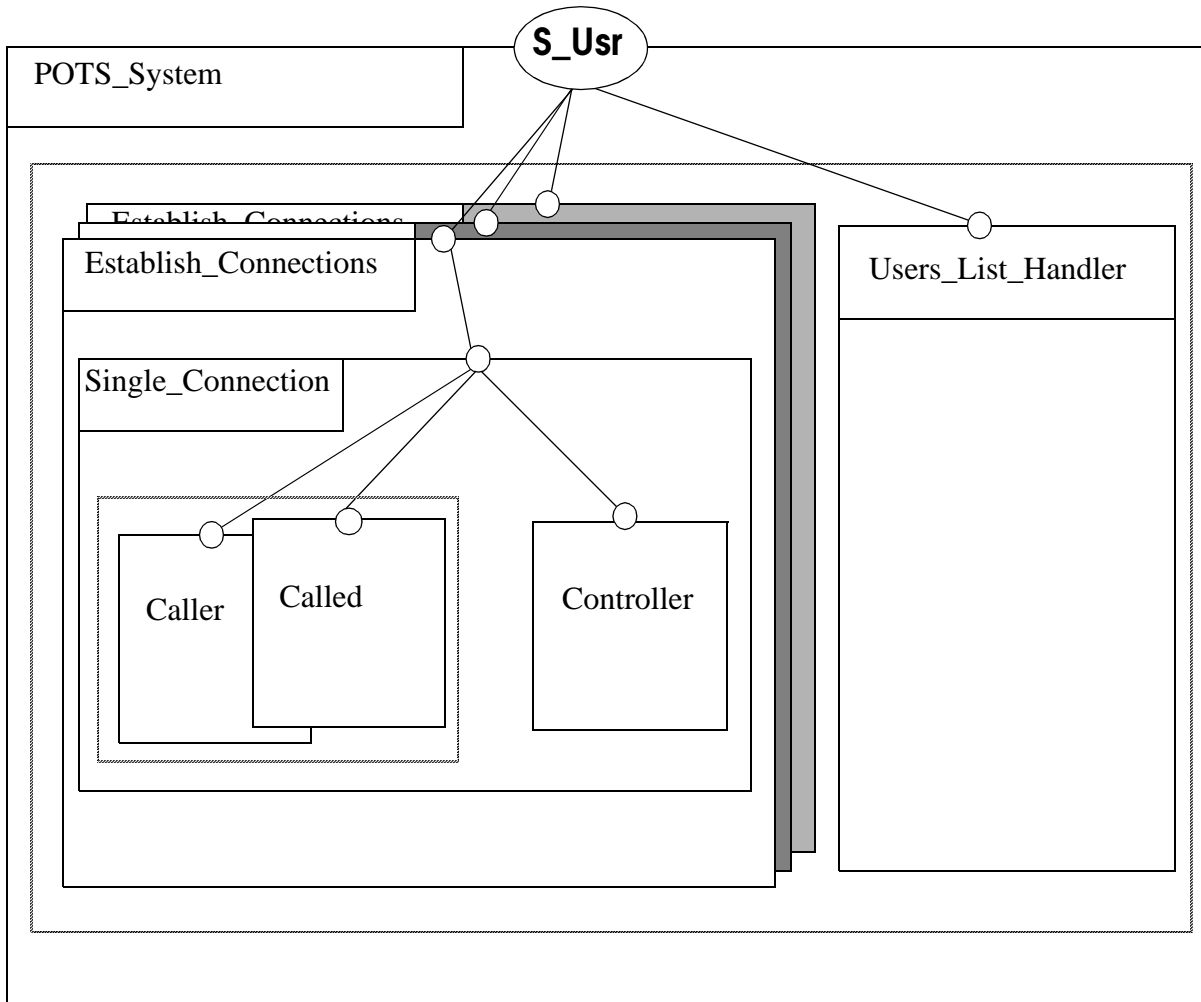 S_Usr
POTS_System
Establish_Connections
Establish_Connections
Users_List_Handler
Single_Connection
Caller
Called
Controller